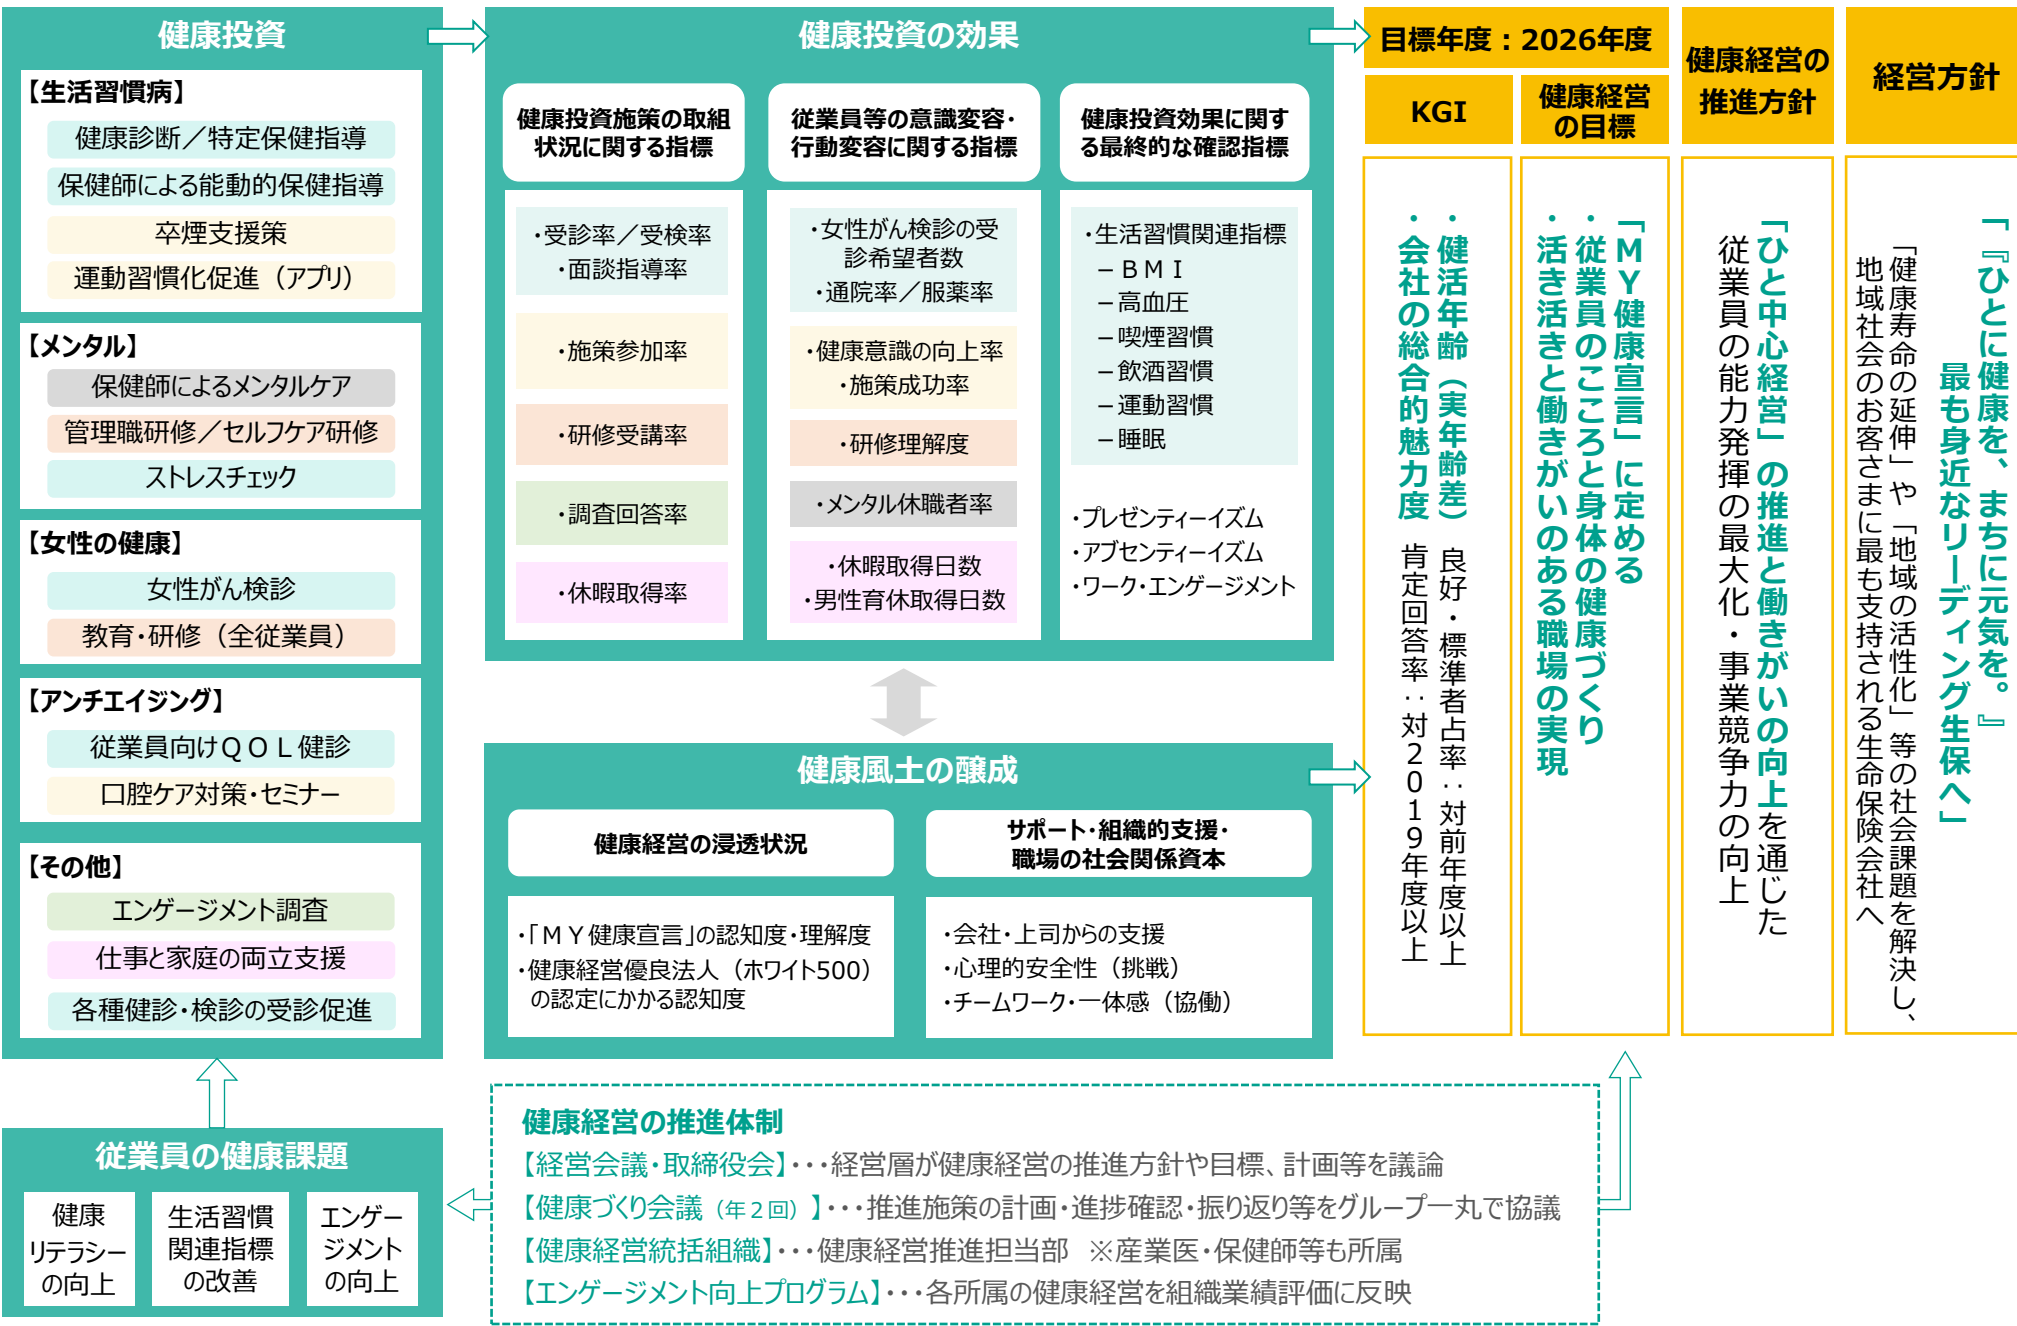 健康投資
【生活習慣病】
健康診断／特定保健指導
保健師による能動的保健指導
卒煙支援策
運動習慣化促進（アプリ）
【メンタル】
保健師によるメンタルケア
管理職研修／セルフケア研修
ストレスチェック
【女性の健康】
女性がん検診
教育・研修（全従業員）
【アンチエイジング】
従業員向けＱＯＬ健診
口腔ケア対策・セミナー
【その他】
エンゲージメント調査
仕事と家庭の両立支援
各種健診・検診の受診促進
健康投資の効果
健康投資施策の取組
状況に関する指標
・受診率／受検率
・面談指導率
・施策参加率
・研修受講率
・調査回答率
・休暇取得率
従業員等の意識変容・
行動変容に関する指標
・女性がん検診の受
診希望者数
・通院率／服薬率
・健康意識の向上率
・施策成功率
・研修理解度
・メンタル休職者率
・休暇取得日数
・男性育休取得日数
健康投資効果に関す
る最終的な確認指標
・生活習慣関連指標
－ＢＭＩ
－高血圧
－喫煙習慣
－飲酒習慣
－運動習慣
－睡眠
・プレゼンティーイズム
・アブセンティーイズム
・ワーク・エンゲージメント
健康風土の醸成
健康経営の浸透状況
・「ＭＹ健康宣言」の認知度・理解度
・健康経営優良法人（ホワイト500）
の認定にかかる認知度
サポート・組織的支援・
職場の社会関係資本
・会社・上司からの支援
・心理的安全性（挑戦）
・チームワーク・一体感（協働）
目標年度：2026年度
KGI
・健活年齢（実年齢差） 良好・標準者占率：対前年度以上
・会社の総合的魅力度 肯定回答率：対２０１９年度以上
健康経営
の目標
「ＭＹ健康宣言」に定める
・従業員のこころと身体の健康づくり
・活き活きと働きがいのある職場の実現
健康経営の
推進方針
「ひと中心経営」の推進と働きがいの向上を通じた
従業員の能力発揮の最大化・事業競争力の向上
経営方針
「『ひとに健康を、まちに元気を。』
最も身近なリーディング生保へ」
「健康寿命の延伸」や「地域の活性化」等の社会課題を解決し、
地域社会のお客さまに最も支持される生命保険会社へ
従業員の健康課題
健康
リテラシー
の向上
生活習慣
関連指標
の改善
エンゲー
ジメント
の向上
健康経営の推進体制
【経営会議・取締役会】・・・経営層が健康経営の推進方針や目標、計画等を議論
【健康づくり会議（年２回）】・・・推進施策の計画・進捗確認・振り返り等をグループ一丸で協議
【健康経営統括組織】・・・健康経営推進担当部　※産業医・保健師等も所属
【エンゲージメント向上プログラム】・・・各所属の健康経営を組織業績評価に反映